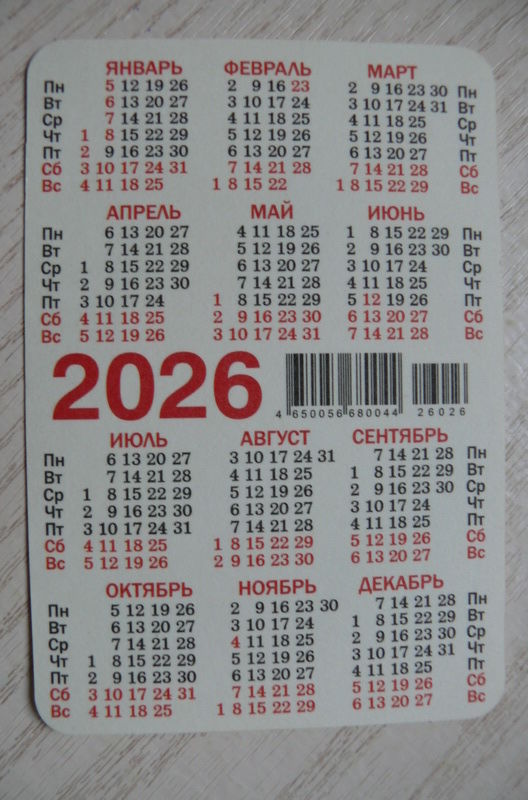 ЯНВАРЬ ФЕВРАЛЬ МАРТ
Пн 5 12 19 26 2 9 16 23 2 9 16 23 30 Пн
Вт 6 13 20 27 3 10 17 24 3 10 17 24 31 Вт
Ср 7 14 21 28 4 11 18 25 4 11 18 25 Ср
Чт 1 8 15 22 29 5 12 19 26 5 12 19 26 Чт
Пт 2 9 16 23 30 6 13 20 27 6 13 20 27 Пт
Сб 3 10 17 24 31 7 14 21 28 7 14 21 28 Сб
Вс 4 11 18 25 1 8 15 22 1 8 15 22 29 Вс
АПРЕЛЬ МАЙ ИЮНЬ
Пн 6 13 20 27 4 11 18 25 1 8 15 22 29 Пн
Вт 7 14 21 28 5 12 19 26 2 9 16 23 30 Вт
Ср 1 8 15 22 29 6 13 20 27 3 10 17 24 Ср
Чт 2 9 16 23 30 7 14 21 28 4 11 18 25 Чт
Пт 3 10 17 24 1 8 15 22 29 5 12 19 26 Пт
Сб 4 11 18 25 2 9 16 23 30 6 13 20 27 Сб
Вс 5 12 19 26 3 10 17 24 31 7 14 21 28 Вс
2026
4 650056 680044 26026
ИЮЛЬ АВГУСТ СЕНТЯБРЬ
Пн 6 13 20 27 3 10 17 24 31 7 14 21 28 Пн
Вт 7 14 21 28 4 11 18 25 1 8 15 22 29 Вт
Ср 1 8 15 22 29 5 12 19 26 2 9 16 23 30 Ср
Чт 2 9 16 23 30 6 13 20 27 3 10 17 24 Чт
Пт 3 10 17 24 31 7 14 21 28 4 11 18 25 Пт
Сб 4 11 18 25 1 8 15 22 29 5 12 19 26 Сб
Вс 5 12 19 26 2 9 16 23 30 6 13 20 27 Вс
ОКТЯБРЬ НОЯБРЬ ДЕКАБРЬ
Пн 5 12 19 26 2 9 16 23 30 7 14 21 28 Пн
Вт 6 13 20 27 3 10 17 24 1 8 15 22 29 Вт
Ср 7 14 21 28 4 11 18 25 2 9 16 23 30 Ср
Чт 1 8 15 22 29 5 12 19 26 3 10 17 24 31 Чт
Пт 2 9 16 23 30 6 13 20 27 4 11 18 25 Пт
Сб 3 10 17 24 31 7 14 21 28 5 12 19 26 Сб
Вс 4 11 18 25 1 8 15 22 29 6 13 20 27 Вс